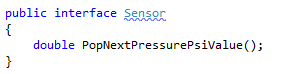 public interface Sensor
{
    double PopNextPressurePsiValue();
}